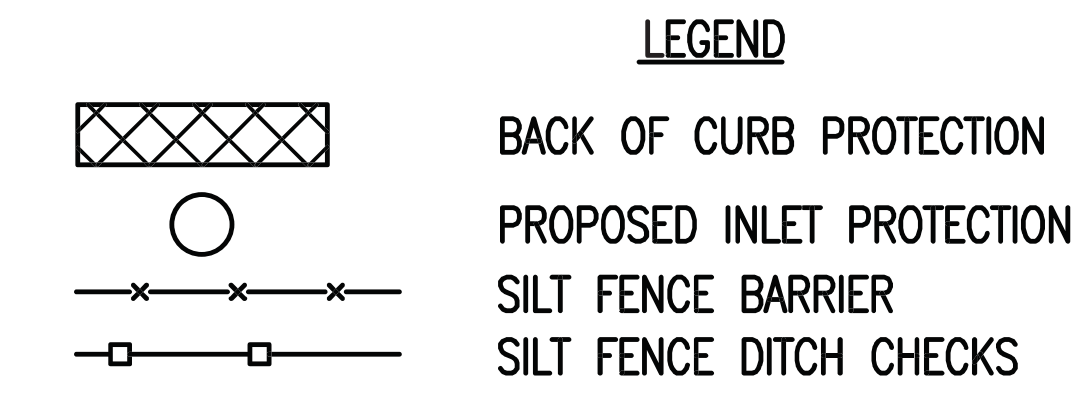 LEGEND
BACK OF CURB PROTECTION
PROPOSED INLET PROTECTION
SILT FENCE BARRIER
SILT FENCE DITCH CHECKS